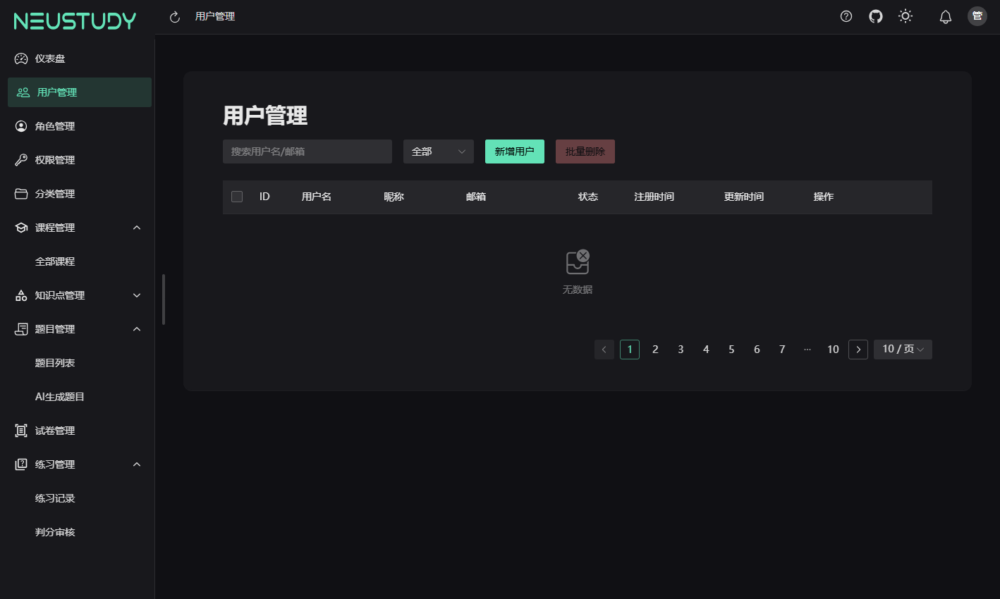 NEUSTUDY
用户管理
管
仪表盘
用户管理
角色管理
权限管理
分类管理
课程管理
全部课程
知识点管理
题目管理
题目列表
AI生成题目
试卷管理
练习管理
练习记录
判分审核
用户管理
搜索用户名/邮箱 全部 新增用户 批量删除
ID 用户名 昵称 邮箱 状态 注册时间 更新时间 操作
无数据
1 2 3 4 5 6 7 ... 10 10 / 页